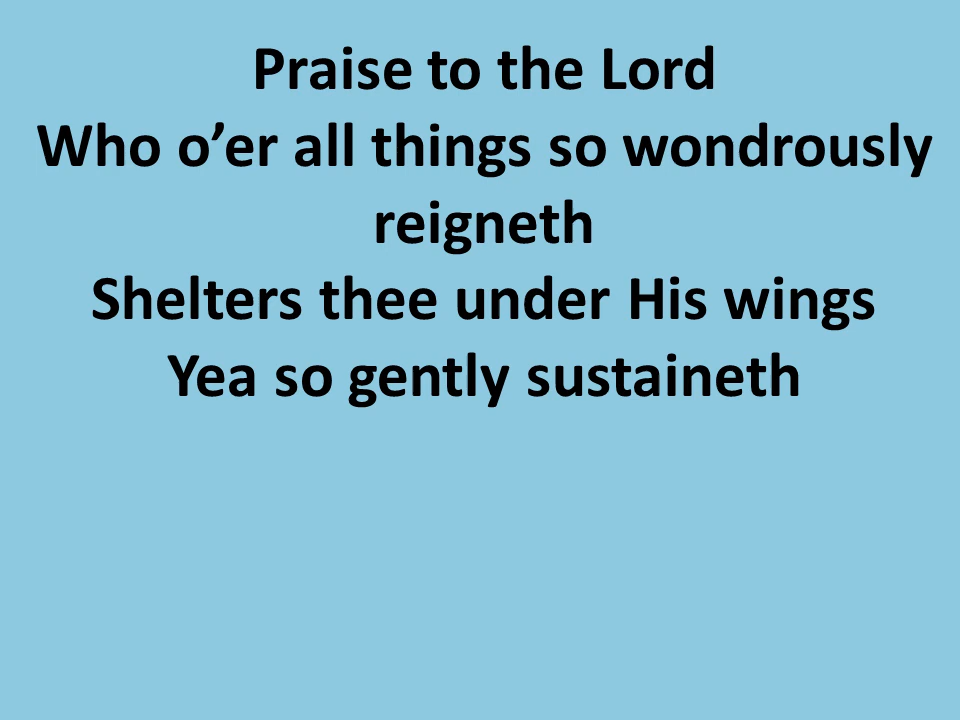 Praise to the Lord
Who o’er all things so wondrously
reigneth
Shelters thee under His wings
Yea so gently sustaineth